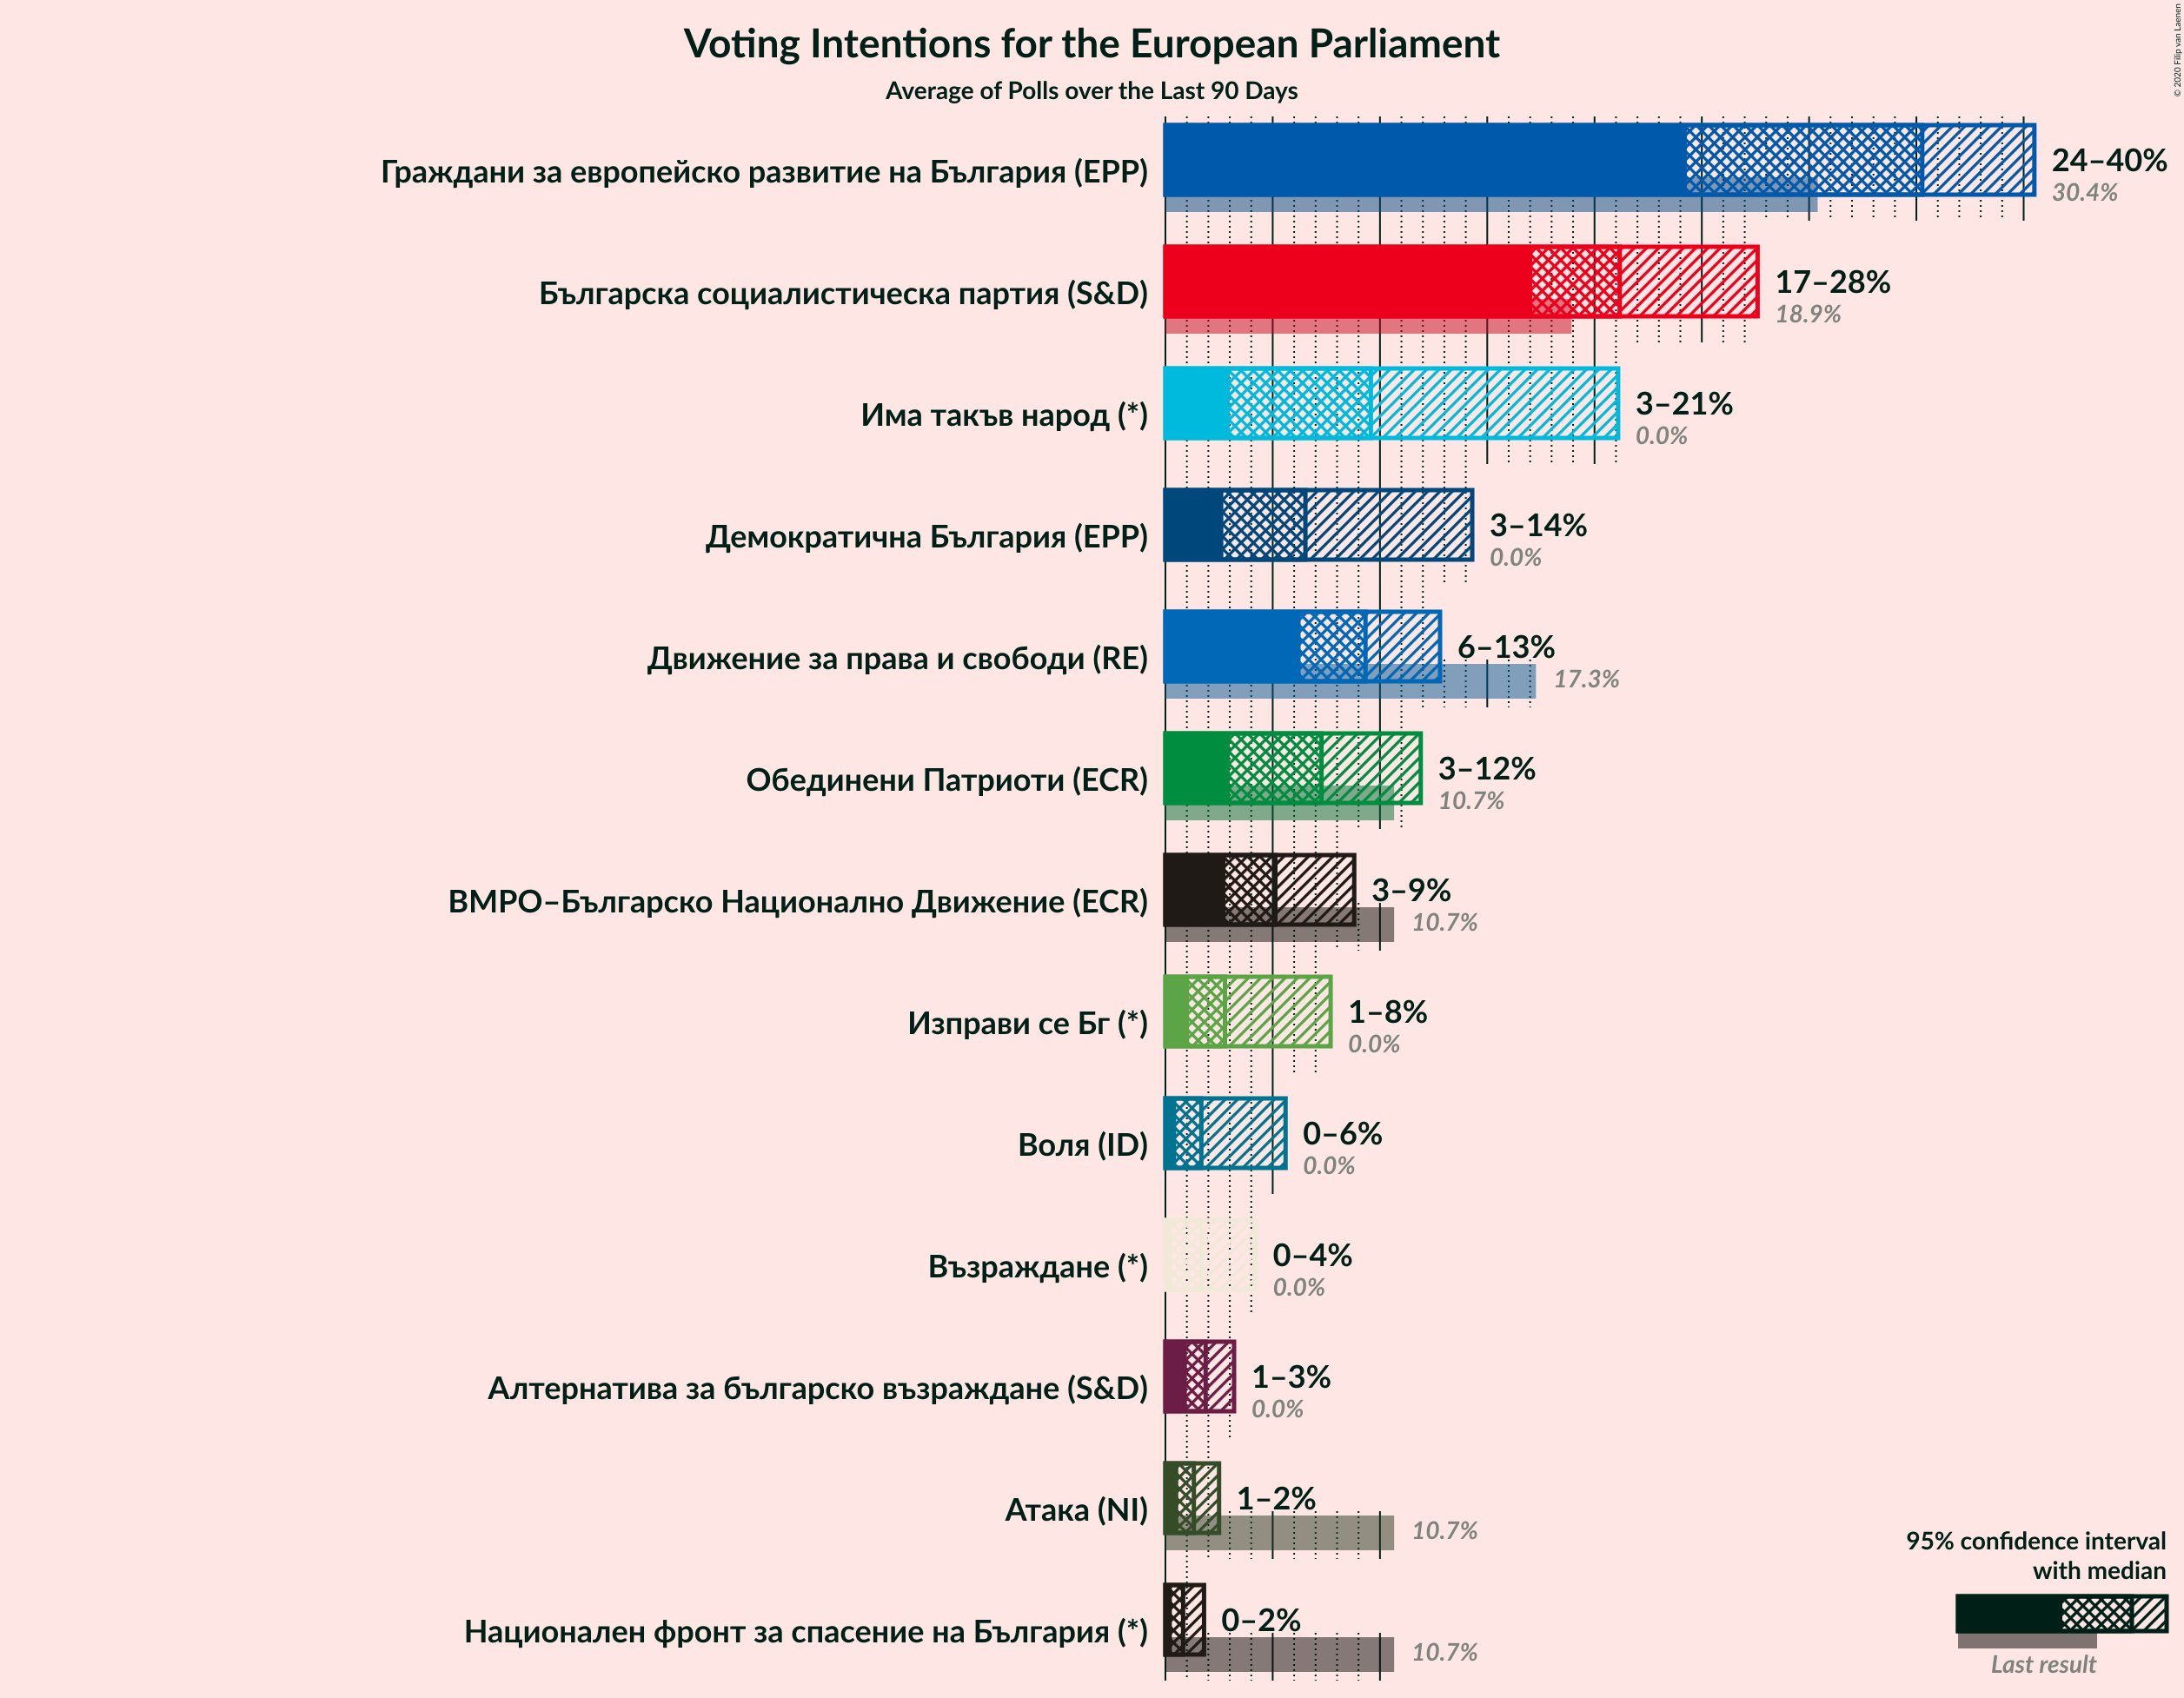 Voting Intentions for the European Parliament
Average of Polls over the Last 90 Days
© 2020 Filip van Laenen
Граждани за европейско развитие на България (EPP)
24–40%
30.4%
Българска социалистическа партия (S&D)
17–28%
18.9%
Има такъв народ (*)
3–21%
0.0%
Демократична България (EPP)
3–14%
0.0%
Движение за права и свободи (RE)
6–13%
17.3%
Обединени Патриоти (ECR)
3–12%
10.7%
ВМРО–Българско Национално Движение (ECR)
3–9%
10.7%
Изправи се Бг (*)
1–8%
0.0%
Воля (ID)
0–6%
0.0%
Възраждане (*)
0–4%
0.0%
Алтернатива за българско възраждане (S&D)
1–3%
0.0%
Атака (NI)
1–2%
10.7%
Национален фронт за спасение на България (*)
0–2%
10.7%
95% confidence interval
with median
Last result